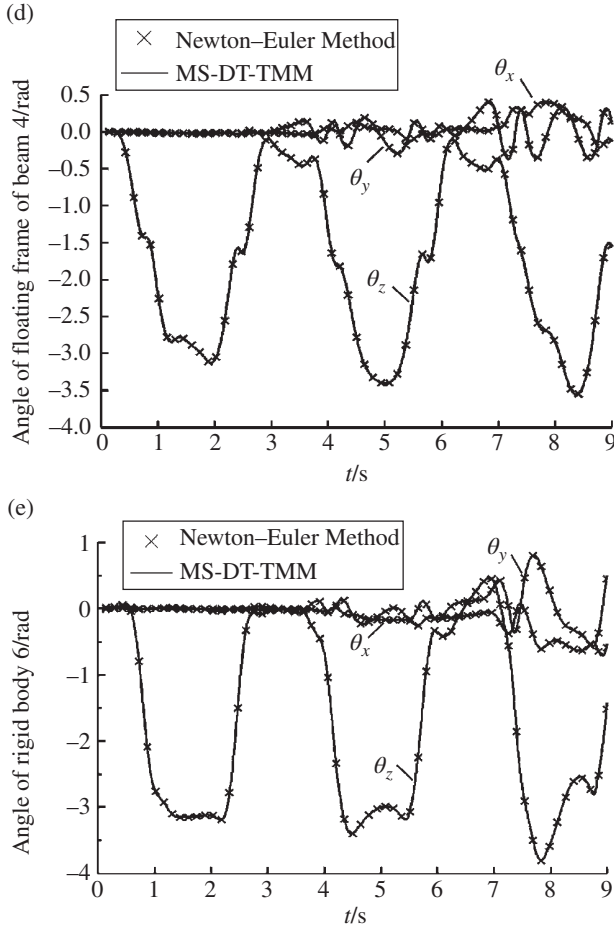 (d)
Newton–Euler Method
MS-DT-TMM
Angle of floating frame of beam 4/rad
0.5
0.0
−0.5
−1.0
−1.5
−2.0
−2.5
−3.0
−3.5
−4.0
θx
θy
θz
0 1 2 3 4 5 6 7 8 9
t/s
(e)
Newton–Euler Method
MS-DT-TMM
Angle of rigid body 6/rad
1
0
−1
−2
−3
−4
θy
θx
θz
1 2 3 4 5 6 7 8 9
t/s